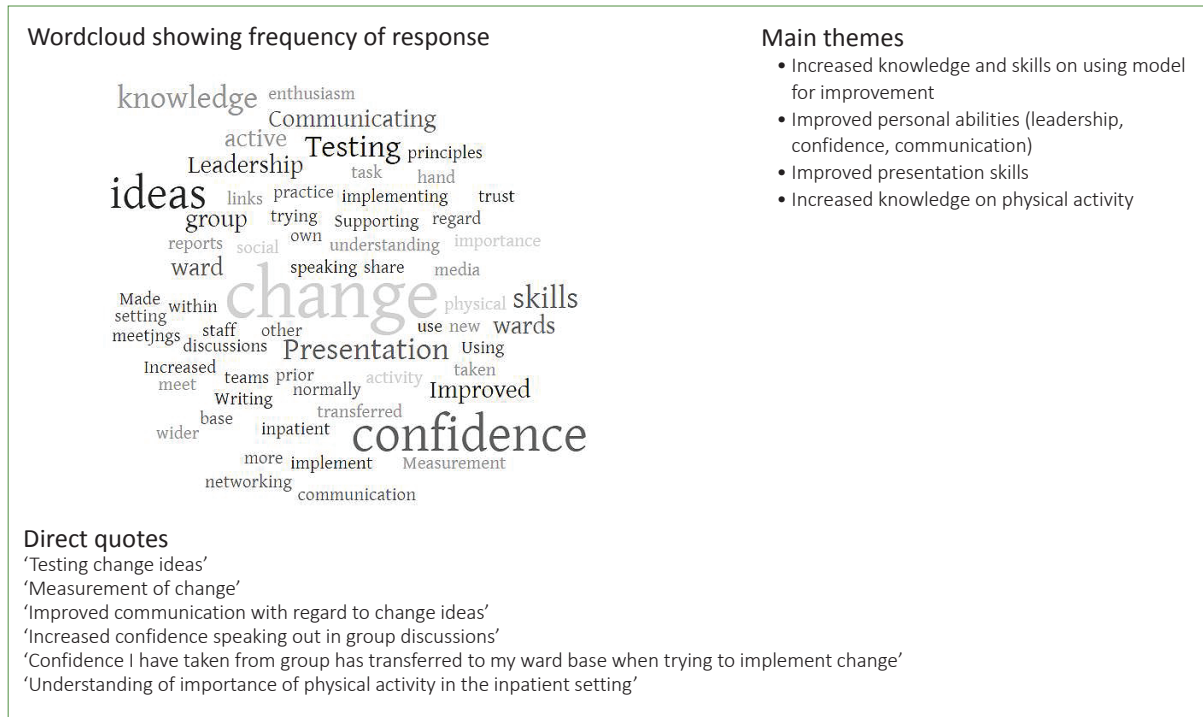 Wordcloud showing frequency of response
knowledge enthusiasm
Communicating
active Testing principles
Leadership task hand
ideas links practice implementing trust
group trying Supporting regard
reports social own understanding importance
ward speaking share media
change physical skills
Made within
setting
meetings staff other use new wards
discussions Presentation Using
Increased teams prior activity taken
meet normally Improved
Writing transferred
base inpatient confidence
wider
more implement Measurement
networking communication
Main themes
• Increased knowledge and skills on using model
for improvement
• Improved personal abilities (leadership,
confidence, communication)
• Improved presentation skills
• Increased knowledge on physical activity
Direct quotes
‘Testing change ideas’
‘Measurement of change’
‘Improved communication with regard to change ideas’
‘Increased confidence speaking out in group discussions’
‘Confidence I have taken from group has transferred to my ward base when trying to implement change’
‘Understanding of importance of physical activity in the inpatient setting’